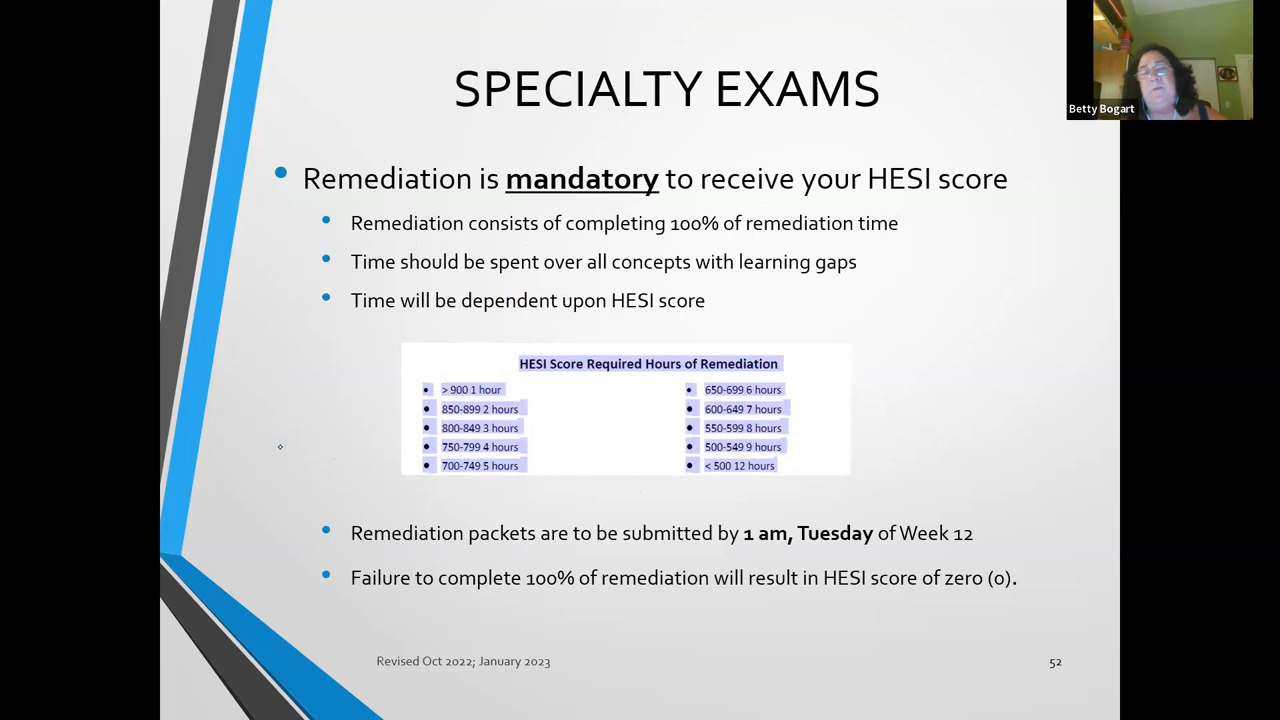 SPECIALTY EXAMS
Betty Bogart
Remediation is mandatory to receive your HESI score
Remediation consists of completing 100% of remediation time
Time should be spent over all concepts with learning gaps
Time will be dependent upon HESI score
HESI Score Required Hours of Remediation
> 900 1 hour
850-899 2 hours
800-849 3 hours
750-799 4 hours
700-749 5 hours
650-699 6 hours
600-649 7 hours
550-599 8 hours
500-549 9 hours
< 500 12 hours
Remediation packets are to be submitted by 1 am, Tuesday of Week 12
Failure to complete 100% of remediation will result in HESI score of zero (0).
Revised Oct 2022; January 2023
52